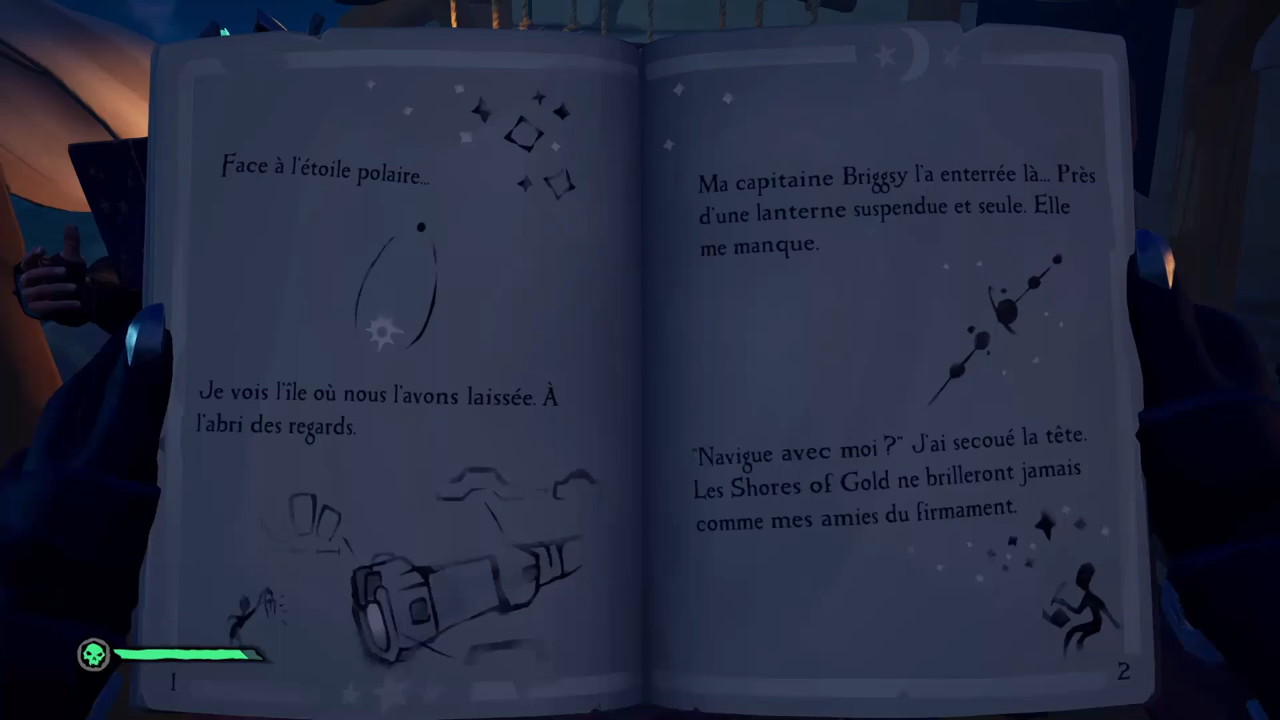 Face à l'étoile polaire...
Je vois l'île où nous l'avons laissée. À
l'abri des regards.
1
Ma capitaine Briggsy l'a enterrée là... Près
d'une lanterne suspendue et seule. Elle
me manque.
"Navigue avec moi ?" J'ai secoué la tête.
Les Shores of Gold ne brilleront jamais
comme mes amies du firmament.
2